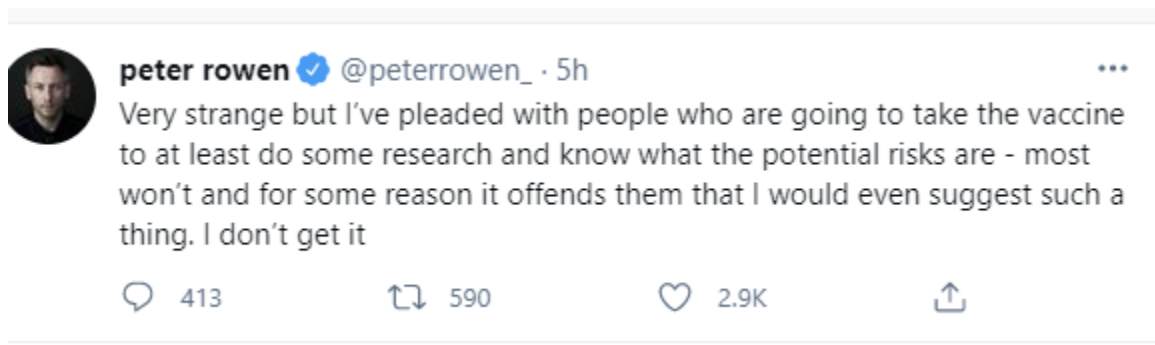 peter rowen @peterrowen_ · 5h
Very strange but I’ve pleaded with people who are going to take the vaccine
to at least do some research and know what the potential risks are - most
won’t and for some reason it offends them that I would even suggest such a
thing. I don’t get it
413 590 2.9K